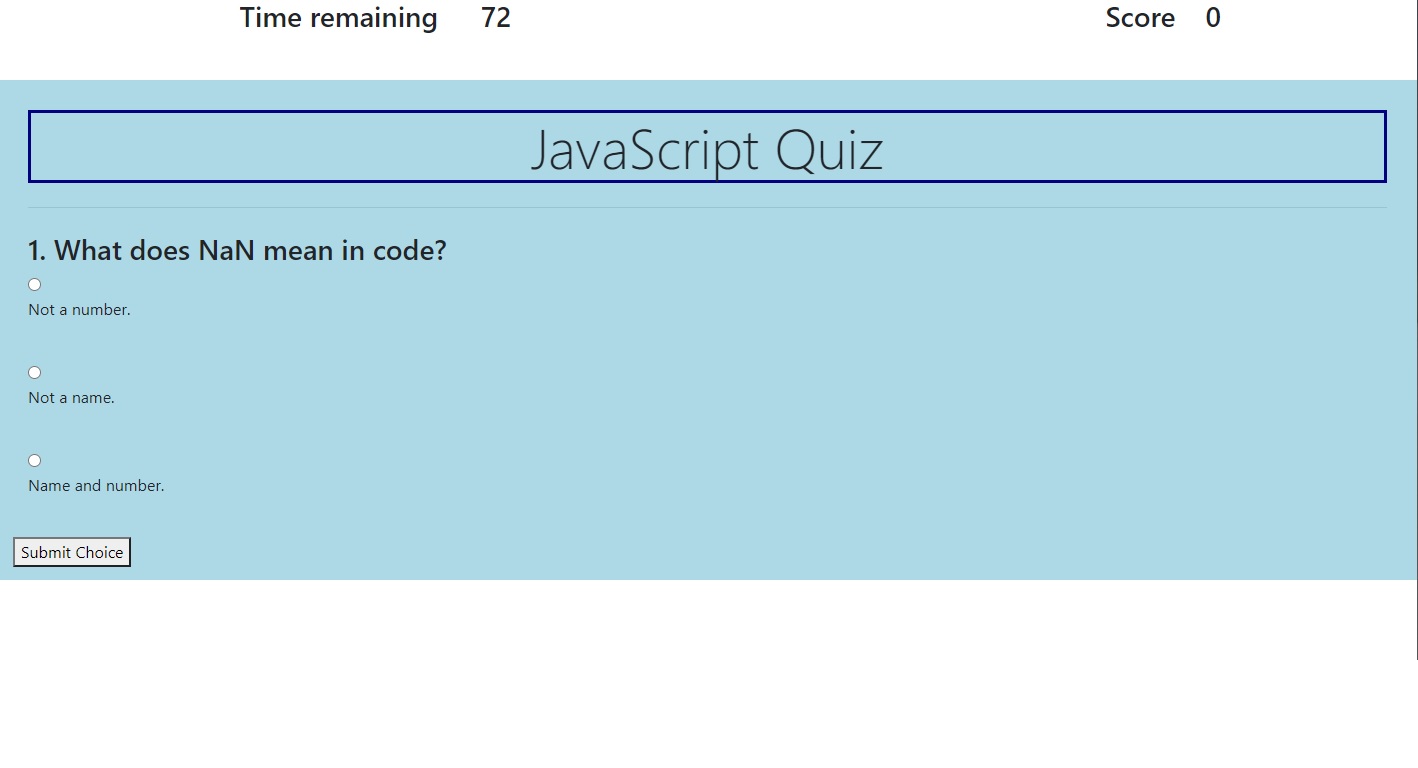 Time remaining 72 Score 0
JavaScript Quiz
1. What does NaN mean in code?
Not a number.
Not a name.
Name and number.
Submit Choice